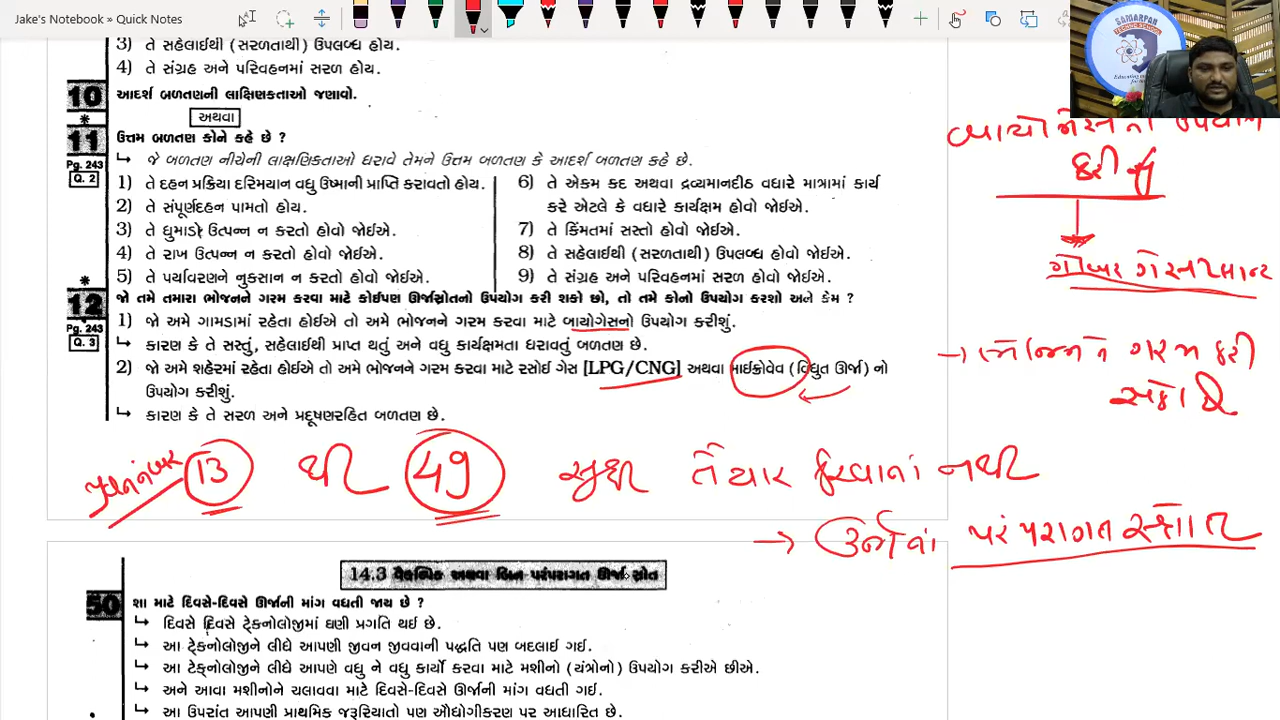 Jake's Notebook » Quick Notes
SAMARPAN
TECHNO SCHOOL
3) તે સહેલાઈથી (સરળતાથી) ઉપલબ્ધ હોય.
4) તે સંગ્રહ અને પરિવહનમાં સરળ હોય.
10 આદર્શ બળતણની લાક્ષણિકતાઓ જણાવો.
*
અથવા
11 ઉત્તમ બળતણ કોને કહે છે ?
Pg. 243
Q. 2
↳ જે બળતણ નીચેની લાક્ષણિકતાઓ ધરાવે તેમને ઉત્તમ બળતણ કે આદર્શ બળતણ કહે છે.
1) તે દહન પ્રક્રિયા દરમિયાન વધુ ઉષ્માની પ્રાપ્તિ કરાવતો હોય.
2) તે સંપૂર્ણદહન પામતો હોય.
3) તે ધુમાડો ઉત્પન્ન ન કરતો હોવો જોઈએ.
4) તે રાખ ઉત્પન્ન ન કરતો હોવો જોઈએ.
5) તે પર્યાવરણને નુકસાન ન કરતો હોવો જોઈએ.
6) તે એકમ કદ અથવા દ્રવ્યમાનદીઠ વધારે માત્રામાં કાર્ય
કરે એટલે કે વધારે કાર્યક્ષમ હોવો જોઈએ.
7) તે કિંમતમાં સસ્તો હોવો જોઈએ.
8) તે સહેલાઈથી (સરળતાથી) ઉપલબ્ધ હોવો જોઈએ.
9) તે સંગ્રહ અને પરિવહનમાં સરળ હોવો જોઈએ.
*
12 જો તમે તમારા ભોજનને ગરમ કરવા માટે કોઈપણ ઊર્જાસ્રોતનો ઉપયોગ કરી શકો છો, તો તમે કોનો ઉપયોગ કરશો અને કેમ ?
Pg. 243
Q. 3
1) જો અમે ગામડામાં રહેતા હોઈએ તો અમે ભોજનને ગરમ કરવા માટે બાયોગેસનો ઉપયોગ કરીશું.
↳ કારણ કે તે સસ્તું, સહેલાઈથી પ્રાપ્ત થતું અને વધુ કાર્યક્ષમતા ધરાવતું બળતણ છે.
2) જો અમે શહેરમાં રહેતા હોઈએ તો અમે ભોજનને ગરમ કરવા માટે રસોઈ ગેસ [LPG/CNG] અથવા માઈક્રોવેવ (વિદ્યુત ઊર્જા) નો
ઉપયોગ કરીશું.
↳ કારણ કે તે સરળ અને પ્રદૂષણરહિત બળતણ છે.
બાયોગેસનો ઉપયોગ
કરીશું
ગોબર ગેસ પ્લાન્ટ
→ ભોજનને ગરમ કરી
શકાય
13 થી 49 સુધી તૈયાર કરવાનાં નથી
→ ઉર્જાનાં પરંપરાગત સ્ત્રોત
14.3 વૈકલ્પિક અથવા બિન પરંપરાગત ઊર્જા સ્રોત
50 શા માટે દિવસે-દિવસે ઊર્જાની માંગ વધતી જાય છે ?
↳ દિવસે દિવસે ટેક્નોલોજીમાં ઘણી પ્રગતિ થઈ છે.
↳ આ ટેક્નોલોજીને લીધે આપણી જીવન જીવવાની પદ્ધતિ પણ બદલાઈ ગઈ.
↳ આ ટેક્નોલોજીને લીધે આપણે વધુ ને વધુ કાર્યો કરવા માટે મશીનો (યંત્રોનો) ઉપયોગ કરીએ છીએ.
↳ અને આવા મશીનોને ચલાવવા માટે દિવસે-દિવસે ઊર્જાની માંગ વધતી ગઈ.
↳ આ ઉપરાંત આપણી પ્રાથમિક જરૂરિયાતો પણ ઔદ્યોગીકરણ પર આધારિત છે.